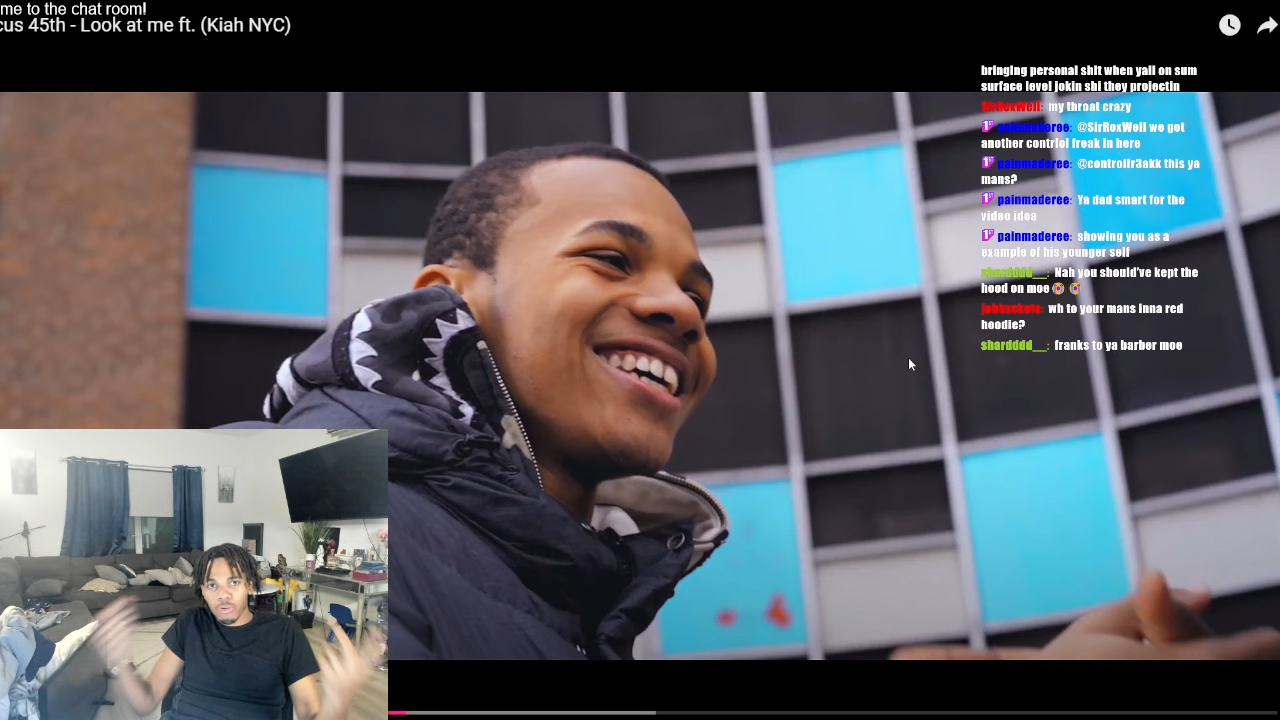 me to the chat room!
cus 45th - Look at me ft. (Kiah NYC)
bringing personal shit when yall on sum
surface level jokin shi they projectin
SirRoxWell: my throat crazy
painmaderee: @SirRoxWell we got
another contrlol freak in here
painmaderee: @controllfr3akk this ya
mans?
painmaderee: Ya dad smart for the
video idea
painmaderee: showing you as a
example of his younger self
shardddd__: Nah you should've kept the
hood on moe
wh to your mans inna red
hoodie?
shardddd__: franks to ya barber moe